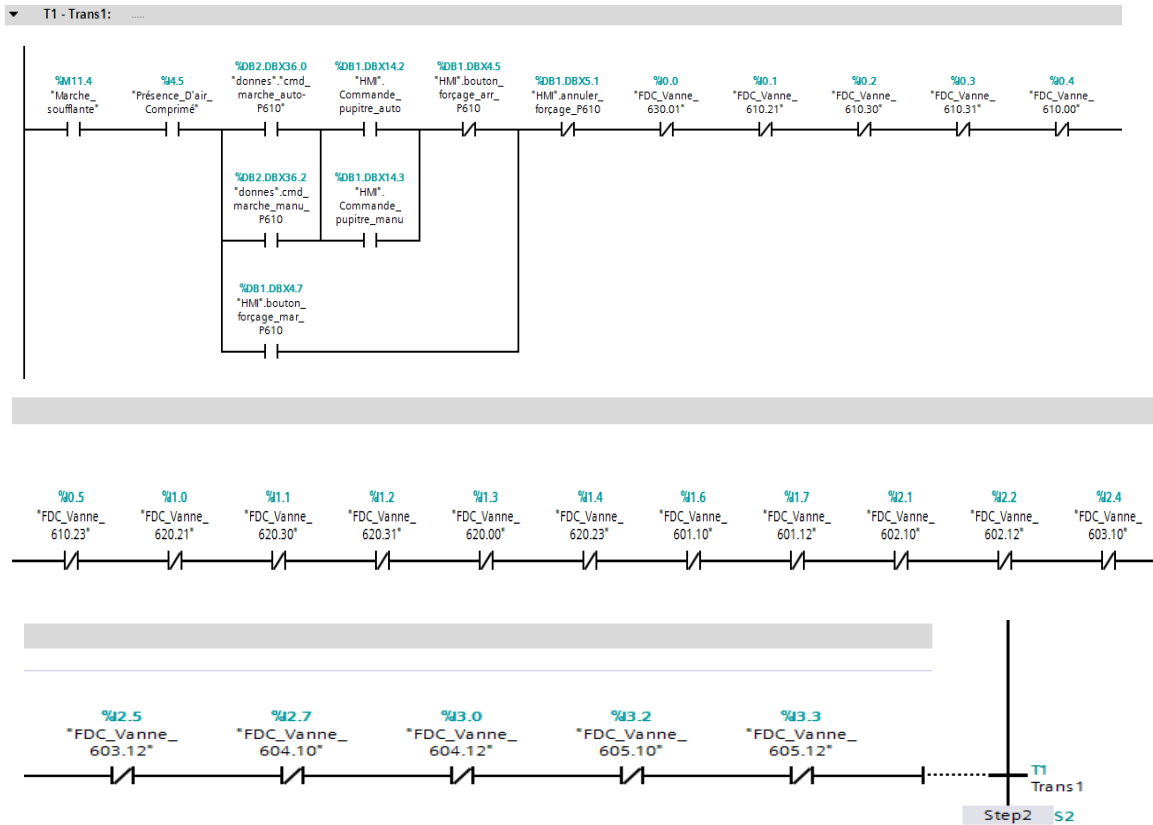 T1 - Trans1: .....
%M11.4
"Marche_
soufflante"
%I4.5
"Présence_D'air_
Comprimé"
%DB2.DBX36.0
"donnes"."cmd_
marche_auto-
P610"
%DB1.DBX14.2
"HMI".
Commande_
pupitre_auto
%DB1.DBX4.5
"HMI".bouton_
forçage_arr_
P610
%DB1.DBX5.1
"HMI".annuler_
forçage_P610
%I0.0
"FDC_Vanne_
630.01"
%I0.1
"FDC_Vanne_
610.21"
%I0.2
"FDC_Vanne_
610.30"
%I0.3
"FDC_Vanne_
610.31"
%I0.4
"FDC_Vanne_
610.00"
%DB2.DBX36.2
"donnes".cmd_
marche_manu_
P610
%DB1.DBX14.3
"HMI".
Commande_
pupitre_manu
%DB1.DBX4.7
"HMI".bouton_
forçage_mar_
P610
%I0.5
"FDC_Vanne_
610.23"
%I1.0
"FDC_Vanne_
620.21"
%I1.1
"FDC_Vanne_
620.30"
%I1.2
"FDC_Vanne_
620.31"
%I1.3
"FDC_Vanne_
620.00"
%I1.4
"FDC_Vanne_
620.23"
%I1.6
"FDC_Vanne_
601.10"
%I1.7
"FDC_Vanne_
601.12"
%I2.1
"FDC_Vanne_
602.10"
%I2.2
"FDC_Vanne_
602.12"
%I2.4
"FDC_Vanne_
603.10"
%I2.5
"FDC_Vanne_
603.12"
%I2.7
"FDC_Vanne_
604.10"
%I3.0
"FDC_Vanne_
604.12"
%I3.2
"FDC_Vanne_
605.10"
%I3.3
"FDC_Vanne_
605.12"
T1
Trans1
Step2 S2